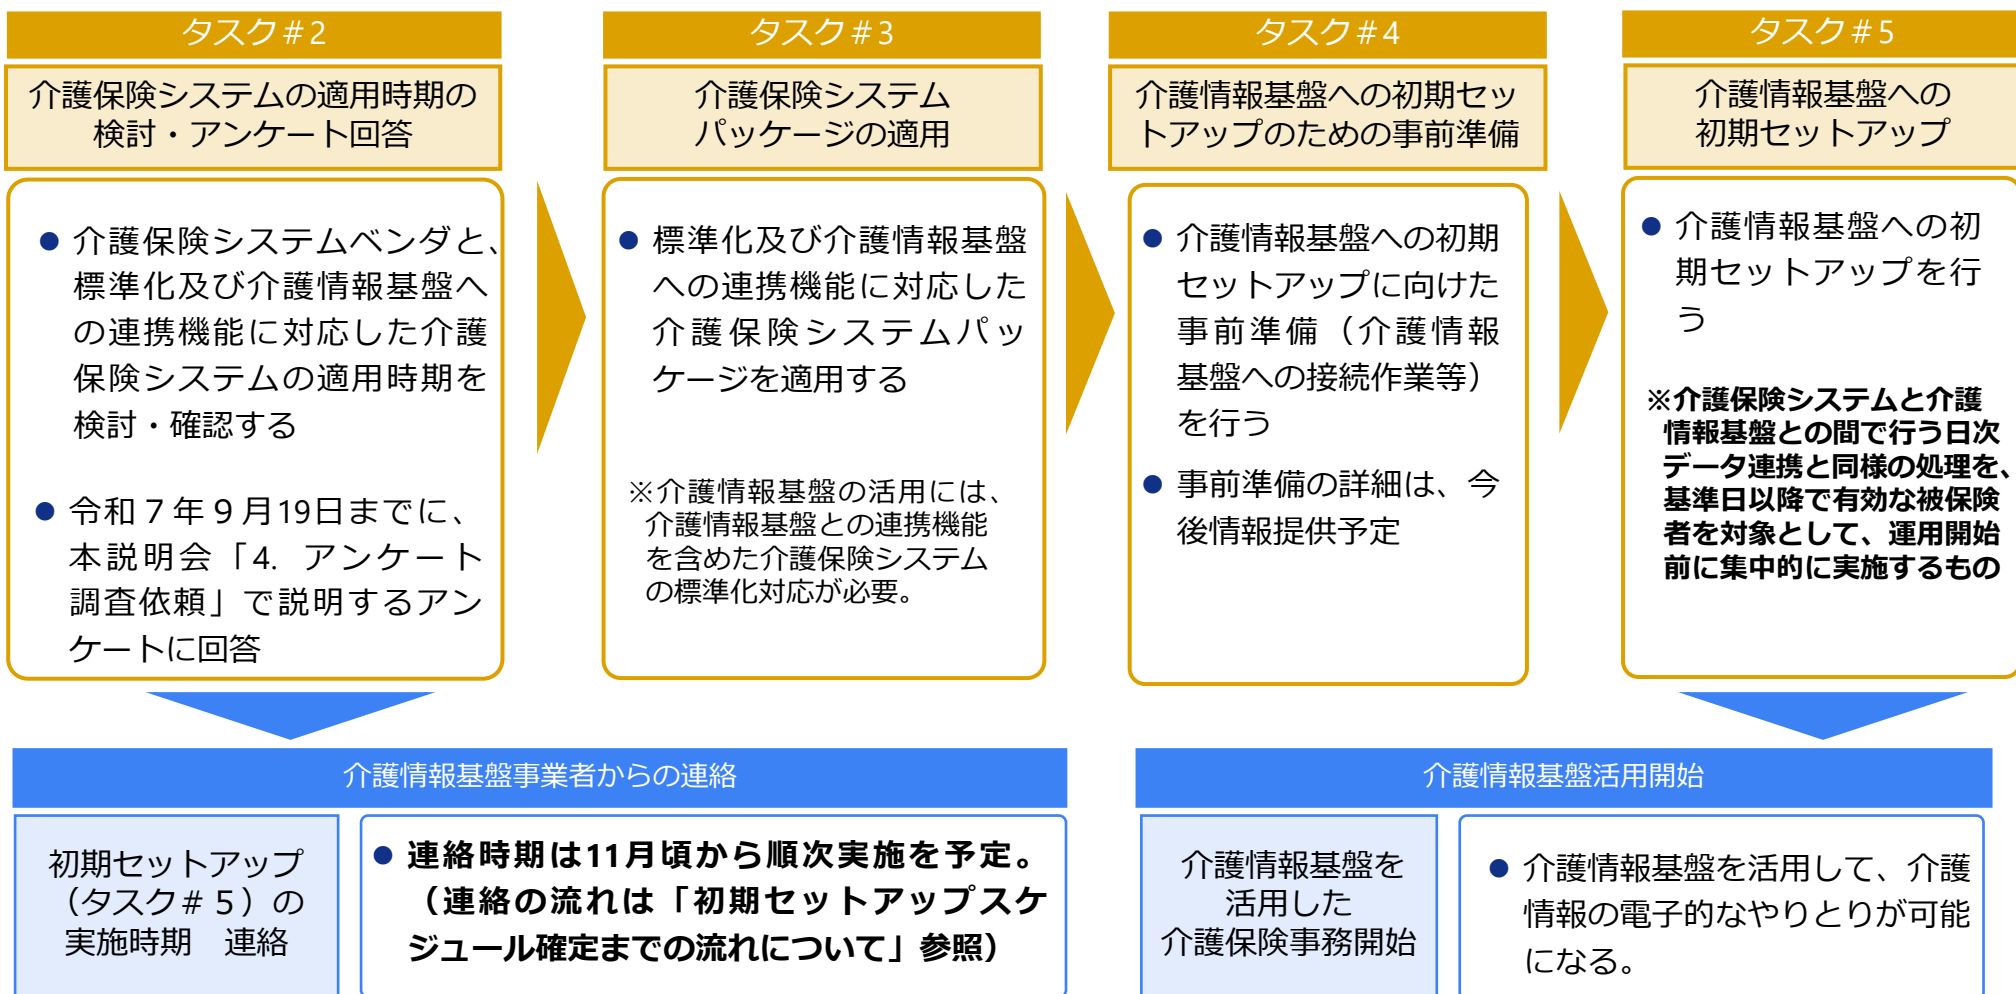 タスク＃2
介護保険システムの適用時期の
検討・アンケート回答
● 介護保険システムベンダと、
標準化及び介護情報基盤へ
の連携機能に対応した介護
保険システムの適用時期を
検討・確認する
● 令和７年９月19日までに、
本説明会「4. アンケート
調査依頼」で説明するアン
ケートに回答
タスク＃3
介護保険システム
パッケージの適用
● 標準化及び介護情報基盤
への連携機能に対応した
介護保険システムパッ
ケージを適用する
※介護情報基盤の活用には、
介護情報基盤との連携機能
を含めた介護保険システム
の標準化対応が必要。
タスク＃4
介護情報基盤への初期セッ
トアップのための事前準備
● 介護情報基盤への初期
セットアップに向けた
事前準備（介護情報
基盤への接続作業等）
を行う
● 事前準備の詳細は、今
後情報提供予定
タスク＃5
介護情報基盤への
初期セットアップ
● 介護情報基盤への初
期セットアップを行
う
※介護保険システムと介護
情報基盤との間で行う日次
データ連携と同様の処理を、
基準日以降で有効な被保険
者を対象として、運用開始
前に集中的に実施するもの
介護情報基盤事業者からの連絡
初期セットアップ
（タスク＃５）の
実施時期　連絡
● 連絡時期は11月頃から順次実施を予定。
（連絡の流れは「初期セットアップスケ
ジュール確定までの流れについて」参照）
介護情報基盤活用開始
介護情報基盤を
活用した
介護保険事務開始
● 介護情報基盤を活用して、介護
情報の電子的なやりとりが可能
になる。